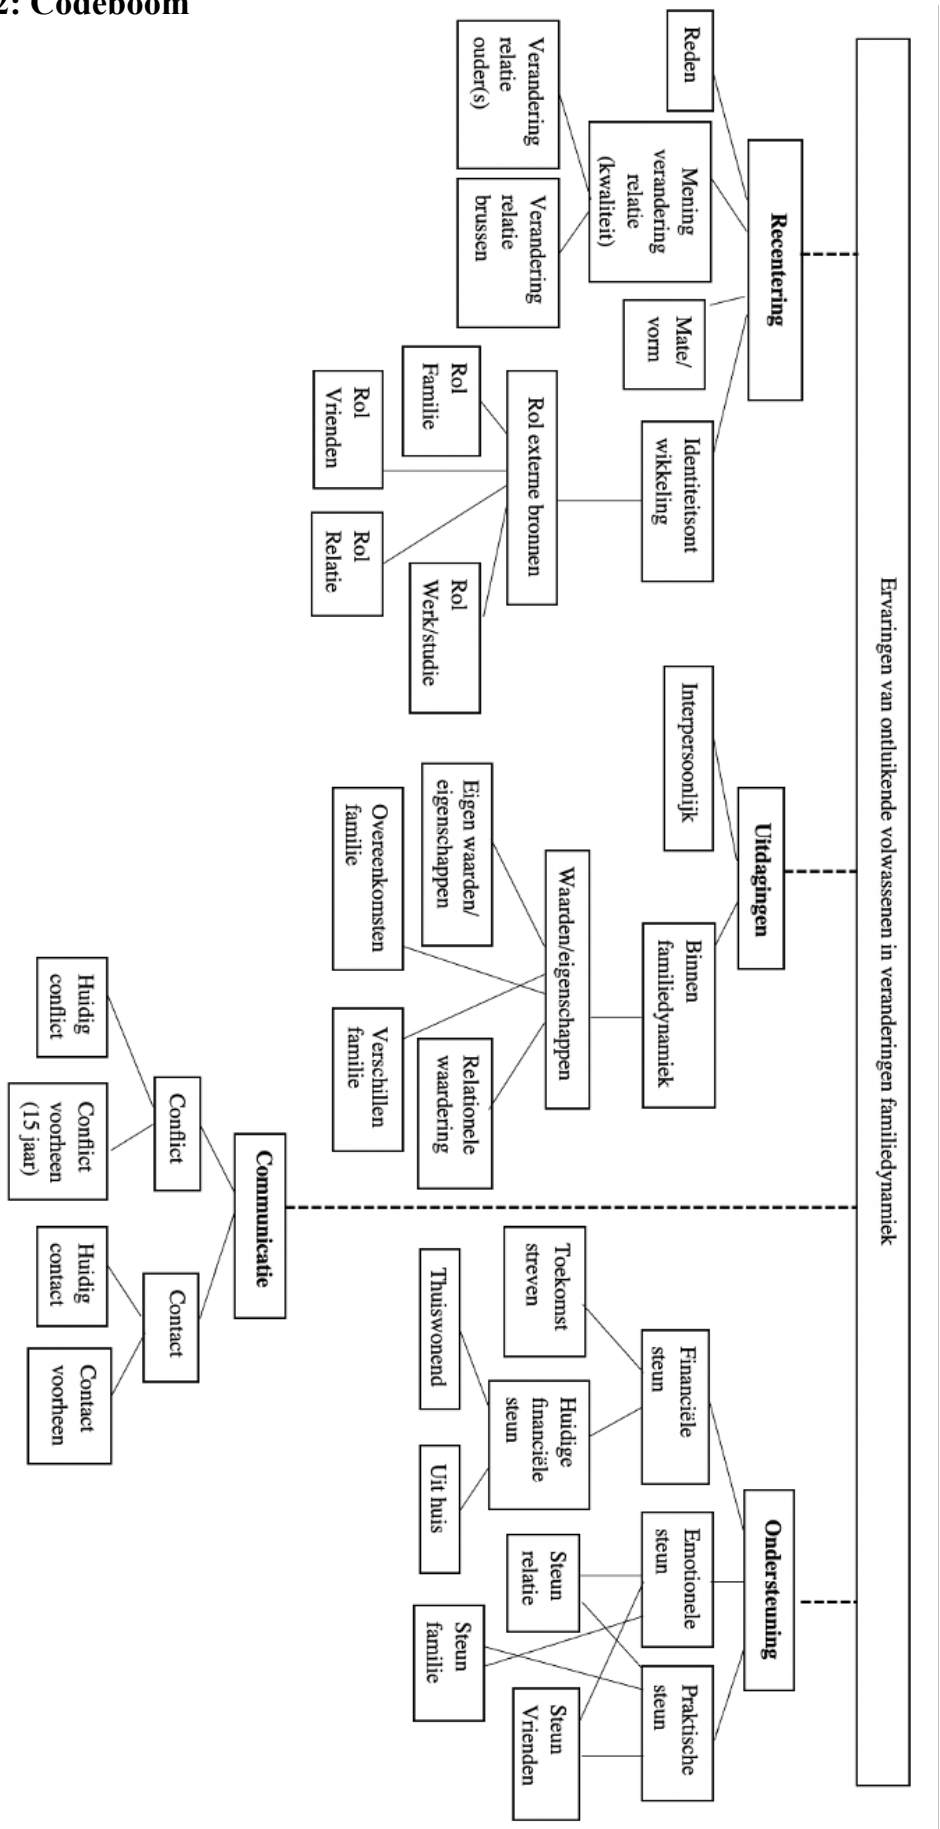 2: Codeboom
Ervaringen van ontluikende volwassenen in veranderingen familiedynamiek
Recentering
Reden
Mening
verandering
relatie
(kwaliteit)
Verandering
relatie
ouder(s)
Verandering
relatie
brussen
Mate/
vorm
Identiteitsont
wikkeling
Rol externe bronnen
Rol
Familie
Rol
Vrienden
Rol
Relatie
Rol
Werk/studie
Uitdagingen
Interpersoonlijk
Binnen
familiedynamiek
Waarden/eigenschappen
Eigen waarden/
eigenschappen
Overeenkomsten
familie
Verschillen
familie
Relationele
waardering
Communicatie
Conflict
Huidig
conflict
Conflict
voorheen
(15 jaar)
Contact
Huidig
contact
Contact
voorheen
Ondersteuning
Financiële
steun
Toekomst
streven
Huidige
financiële
steun
Thuiswonend
Uit huis
Emotionele
steun
Praktische
steun
Steun
relatie
Steun
familie
Steun
Vrienden